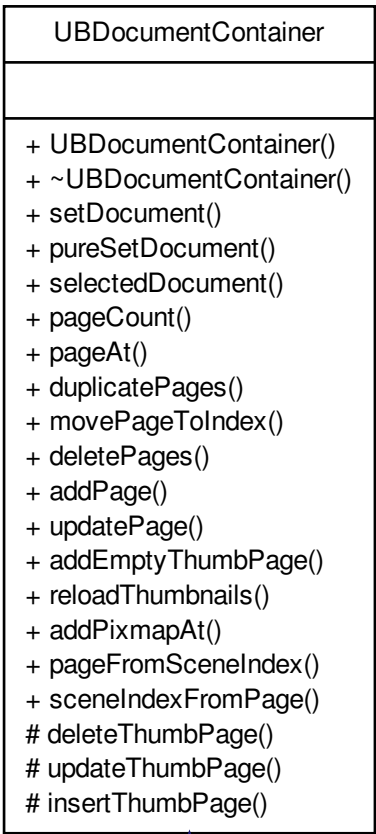 UBDocumentContainer
+ UBDocumentContainer()
+ ~UBDocumentContainer()
+ setDocument()
+ pureSetDocument()
+ selectedDocument()
+ pageCount()
+ pageAt()
+ duplicatePages()
+ movePageToIndex()
+ deletePages()
+ addPage()
+ updatePage()
+ addEmptyThumbPage()
+ reloadThumbnails()
+ addPixmapAt()
+ pageFromSceneIndex()
+ sceneIndexFromPage()
# deleteThumbPage()
# updateThumbPage()
# insertThumbPage()